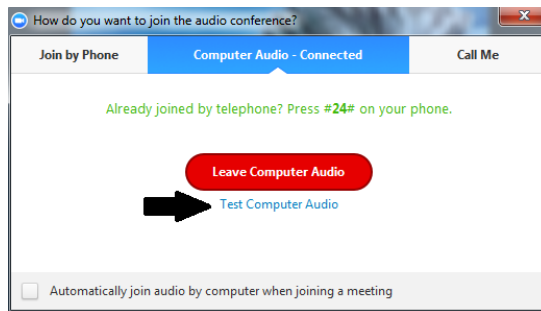 How do you want to join the audio conference?
Join by Phone
Computer Audio - Connected
Call Me
Already joined by telephone? Press #24# on your phone.
Leave Computer Audio
Test Computer Audio
Automatically join audio by computer when joining a meeting